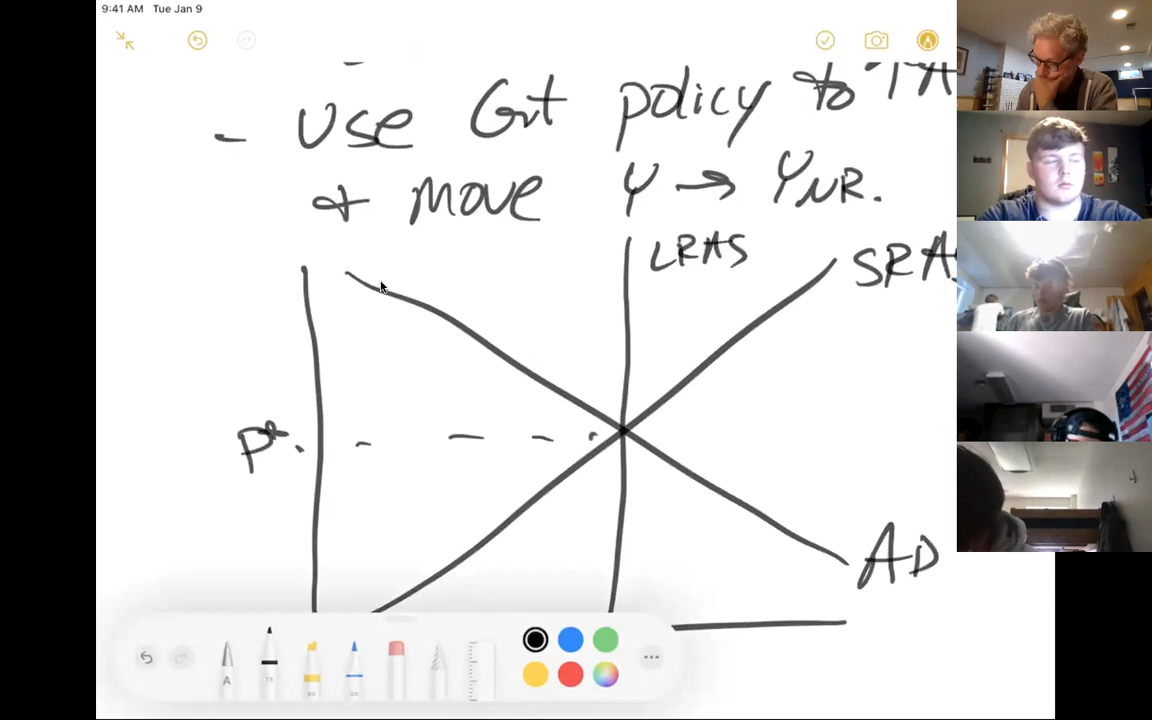 9:41 AM Tue Jan 9
- Use Gvt policy to ↑A
+ move Y → YNR.
LRAS
SRA
P*.
AD
A